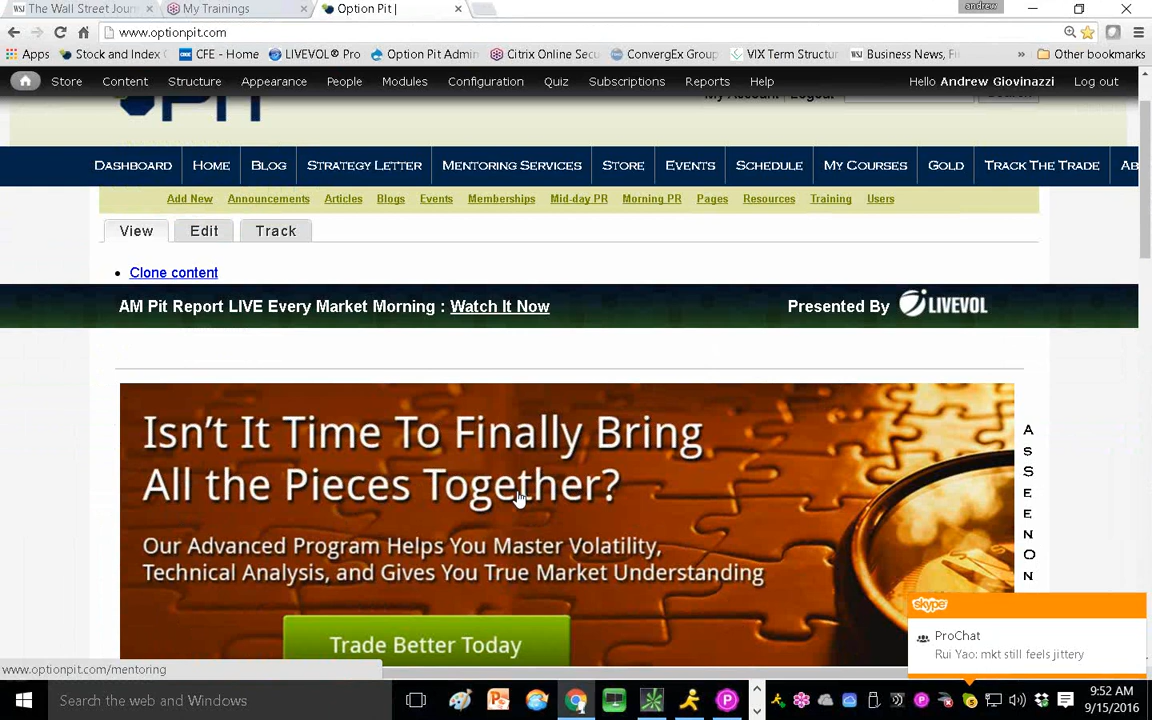 andrew
The Wall Street Jour
My Trainings
Option Pit |
www.optionpit.com
Apps
Stock and Index
CFE - Home
LIVEVOL® Pro
Option Pit Admin
Citrix Online Secu
ConvergEx Group
VIX Term Structur
WSJ
Business News, Fi
»
Other bookmarks
Store
Content
Structure
Appearance
People
Modules
Configuration
Quiz
Subscriptions
Reports
Help
Hello Andrew Giovinazzi
Log out
My Account
Logout
Search
DASHBOARD
HOME
BLOG
STRATEGY LETTER
MENTORING SERVICES
STORE
EVENTS
SCHEDULE
MY COURSES
GOLD
TRACK THE TRADE
AB
Add New
Announcements
Articles
Blogs
Events
Memberships
Mid-day PR
Morning PR
Pages
Resources
Training
Users
View
Edit
Track
• Clone content
AM Pit Report LIVE Every Market Morning : Watch It Now
Presented By LIVEVOL
Isn't It Time To Finally Bring
All the Pieces Together?
Our Advanced Program Helps You Master Volatility,
Technical Analysis, and Gives You True Market Understanding
Trade Better Today
A
S
S
E
E
N
O
N
skype
ProChat
Rui Yao: mkt still feels jittery
www.optionpit.com/mentoring
Search the web and Windows
9:52 AM
9/15/2016